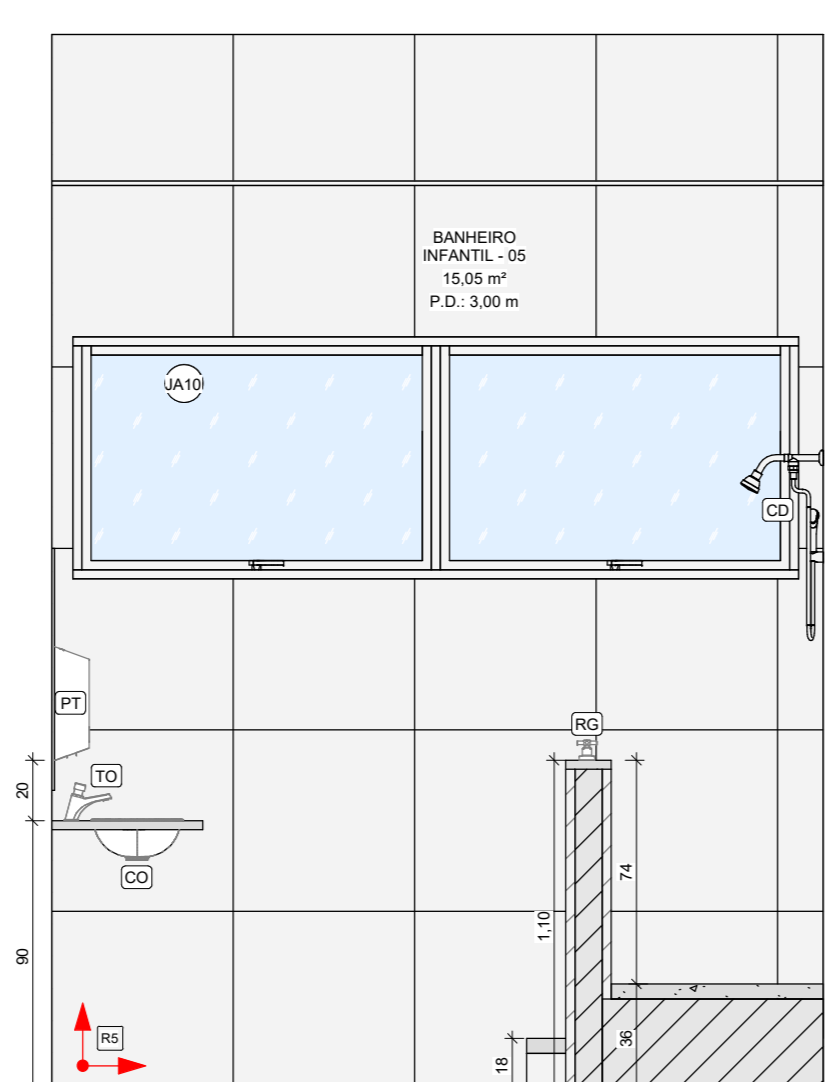 BANHEIRO
INFANTIL - 05
15,05 m²
P.D.: 3,00 m
JA10
CD
PT
RG
TO
20
CO
74
1,10
90
R5
36
18